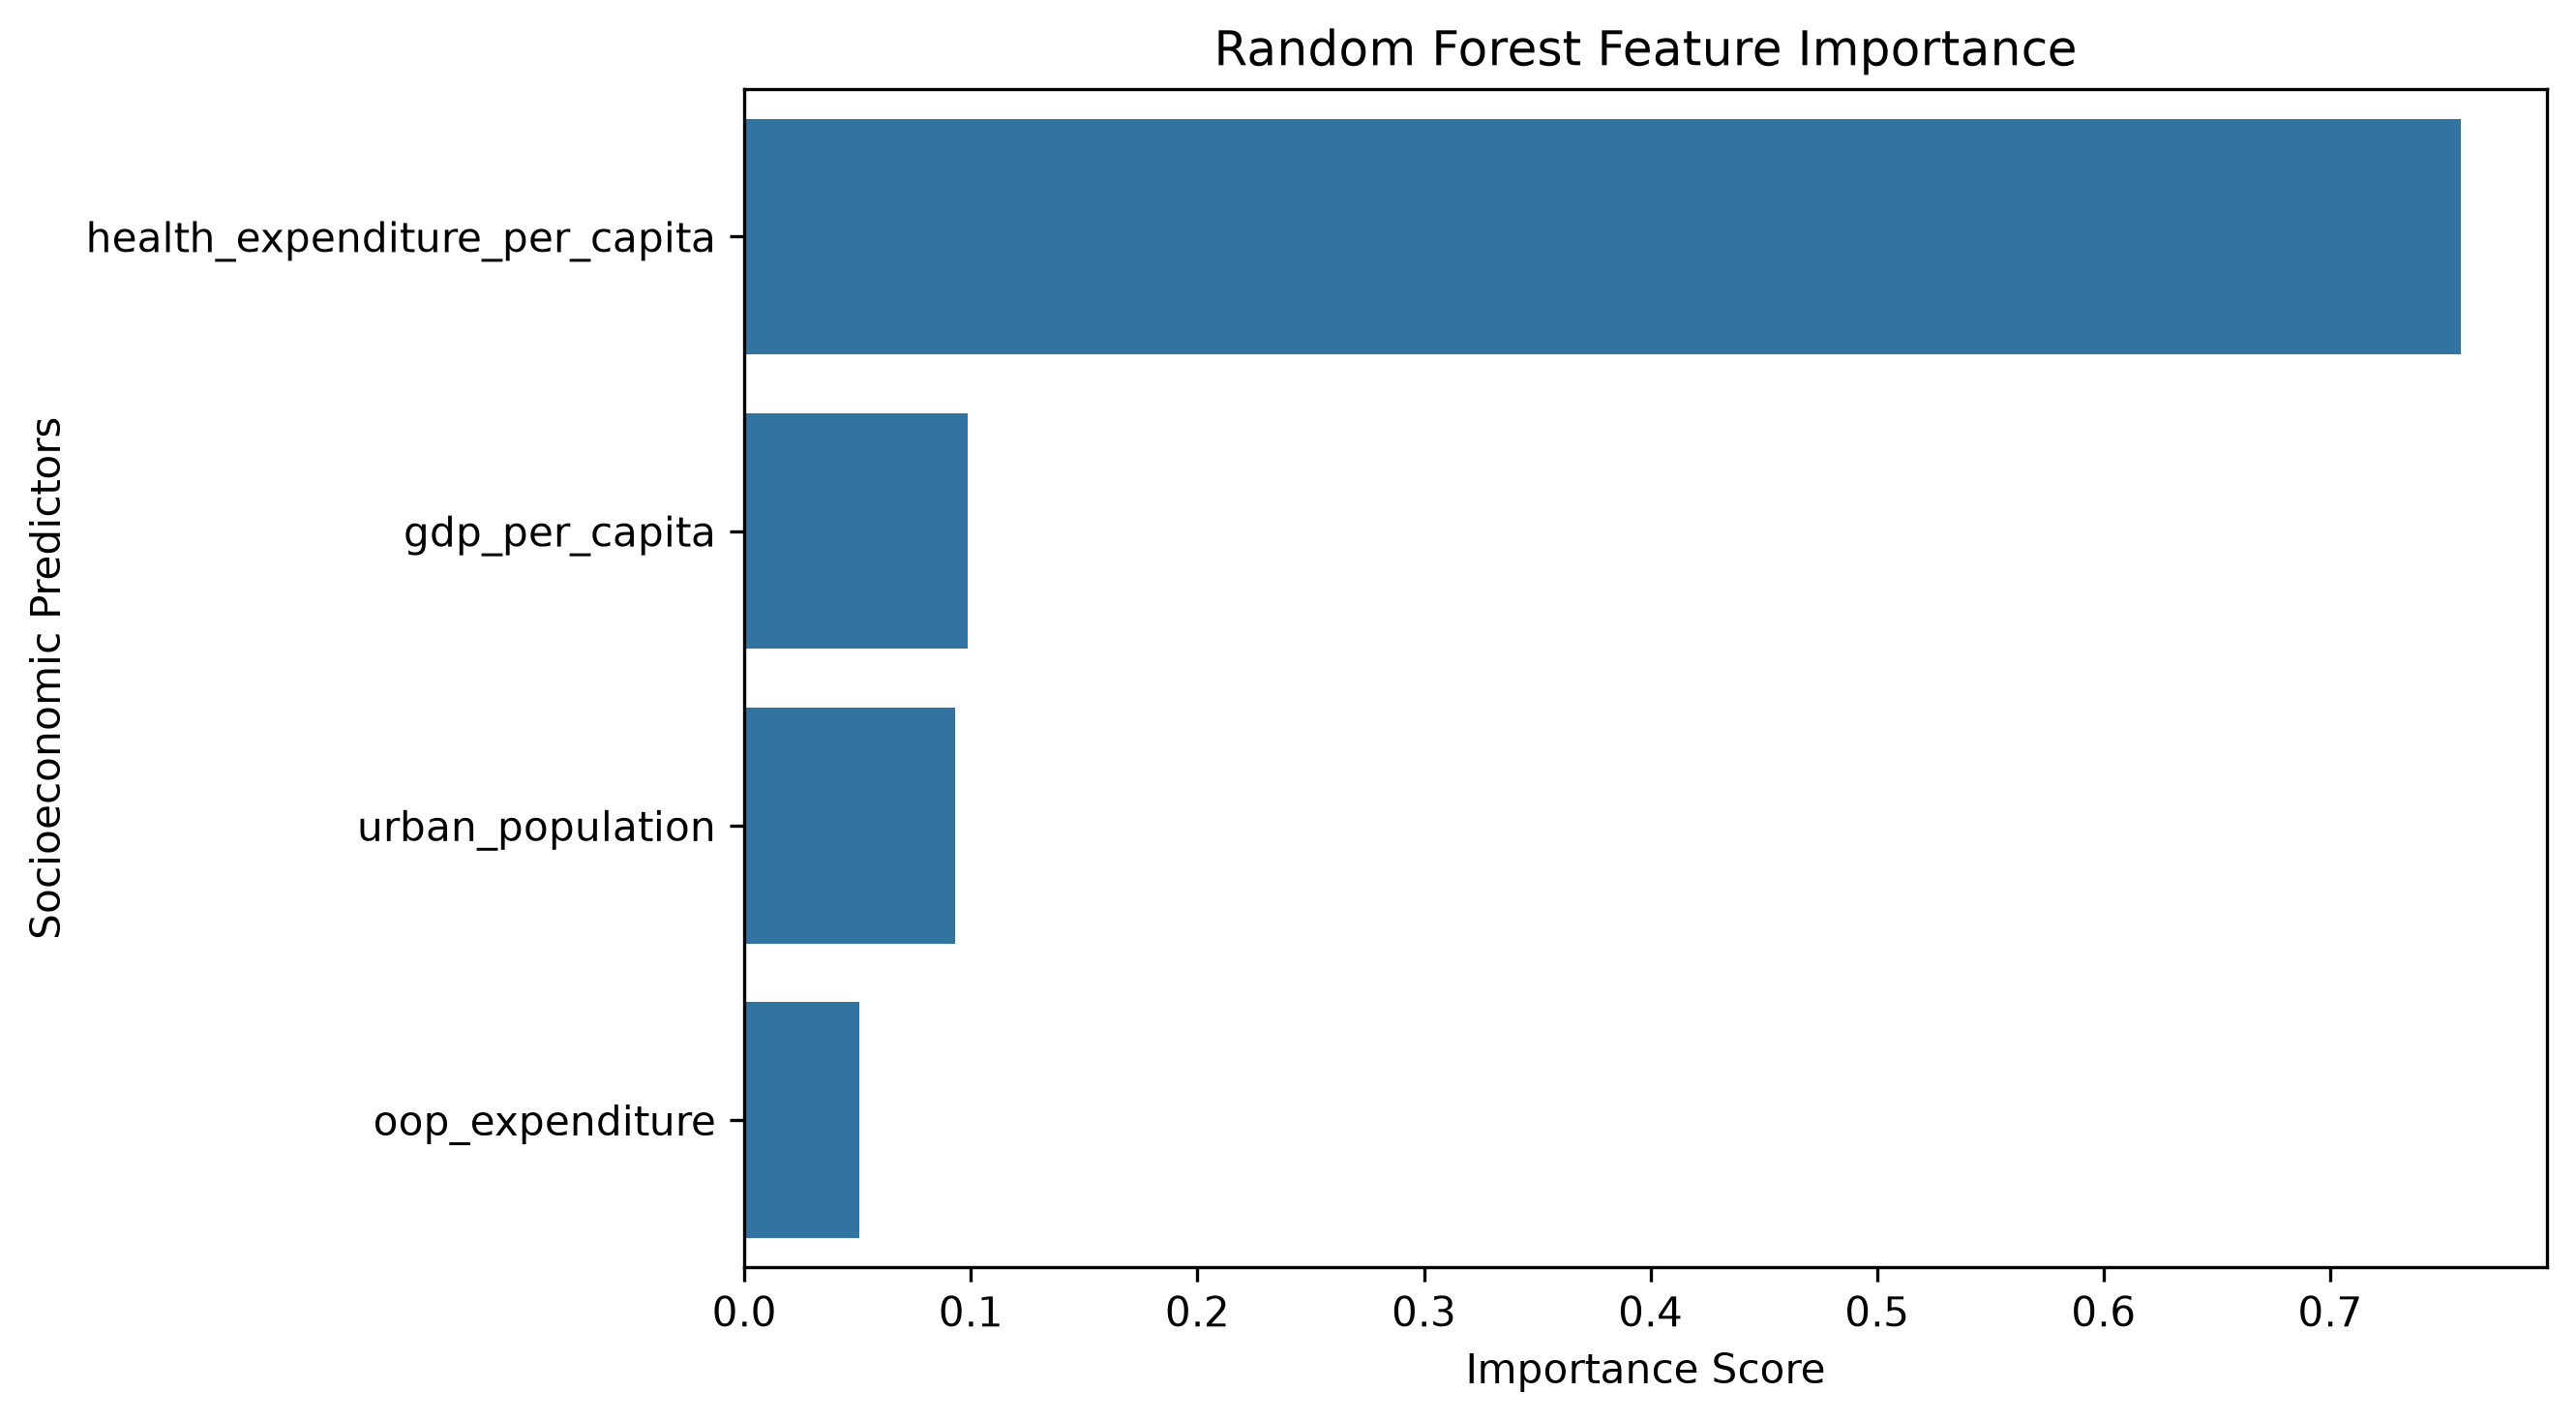 Random Forest Feature Importance
Socioeconomic Predictors
health_expenditure_per_capita
gdp_per_capita
urban_population
oop_expenditure
0.0 0.1 0.2 0.3 0.4 0.5 0.6 0.7
Importance Score